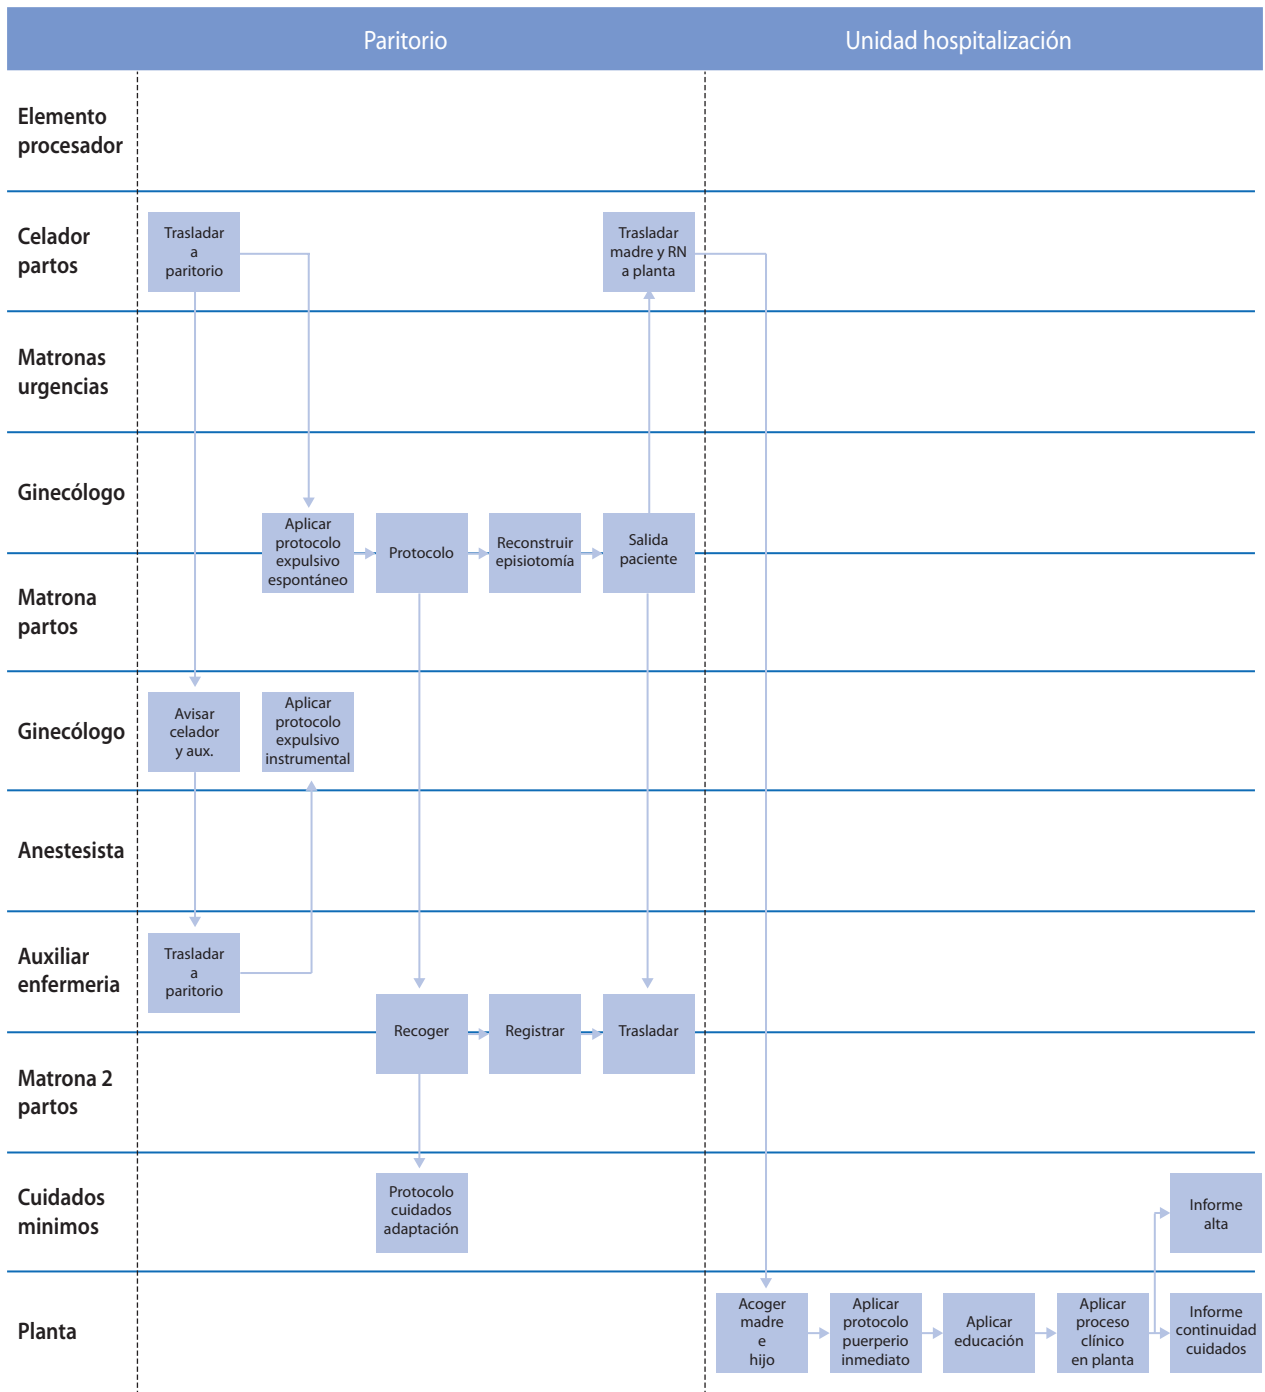 Paritorio
Unidad hospitalización
Elemento
procesador
Celador
partos
Trasladar
a
paritorio
Trasladar
madre y RN
a planta
Matronas
urgencias
Ginecólogo
Aplicar
protocolo
expulsivo
espontáneo
Protocolo
Reconstruir
episiotomía
Salida
paciente
Matrona
partos
Ginecólogo
Avisar
celador
y aux.
Aplicar
protocolo
expulsivo
instrumental
Anestesista
Auxiliar
enfermeria
Trasladar
a
paritorio
Recoger
Registrar
Trasladar
Matrona 2
partos
Cuidados
minimos
Protocolo
cuidados
adaptación
Informe
alta
Planta
Acoger
madre
e
hijo
Aplicar
protocolo
puerperio
inmediato
Aplicar
educación
Aplicar
proceso
clínico
en planta
Informe
continuidad
cuidados